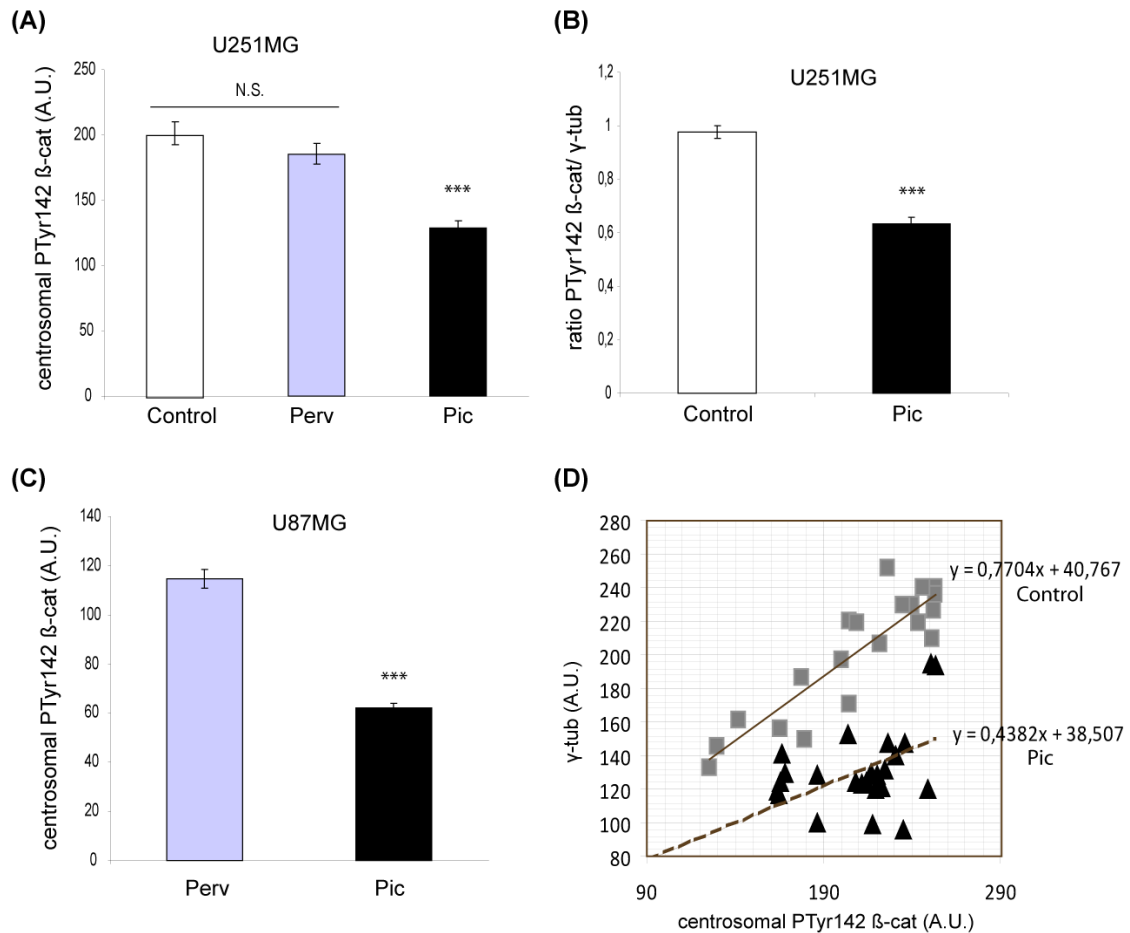 (A)
U251MG
centrosomal PTyr142 ß-cat (A.U.)
250
200
150
100
50
0
N.S.
***
Control
Perv
Pic
(B)
U251MG
ratio PTyr142 ß-cat/ γ-tub
1,2
1
0,8
0,6
0,4
0,2
0
***
Control
Pic
(C)
U87MG
centrosomal PTyr142 ß-cat (A.U.)
140
120
100
80
60
40
20
0
***
Perv
Pic
(D)
γ-tub (A.U.)
280
260
240
220
200
180
160
140
120
100
80
y = 0,7704x + 40,767
Control
y = 0,4382x + 38,507
Pic
90
190
290
centrosomal PTyr142 ß-cat (A.U.)